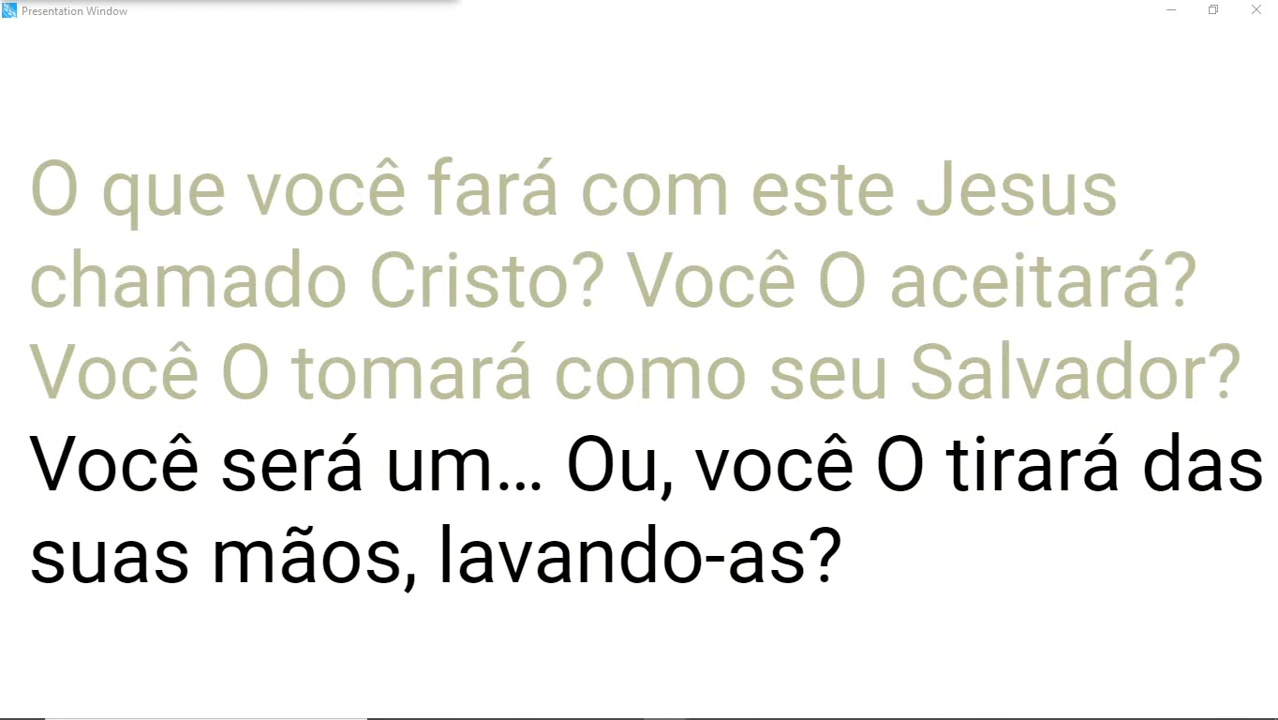 Presentation Window
O que você fará com este Jesus
chamado Cristo? Você O aceitará?
Você O tomará como seu Salvador?
Você será um... Ou, você O tirará das
suas mãos, lavando-as?